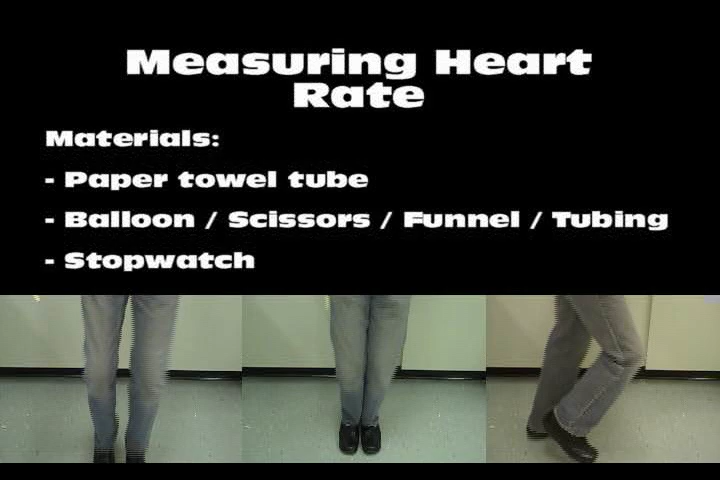 Measuring Heart
Rate
Materials:
- Paper towel tube
- Balloon / Scissors / Funnel / Tubing
- Stopwatch